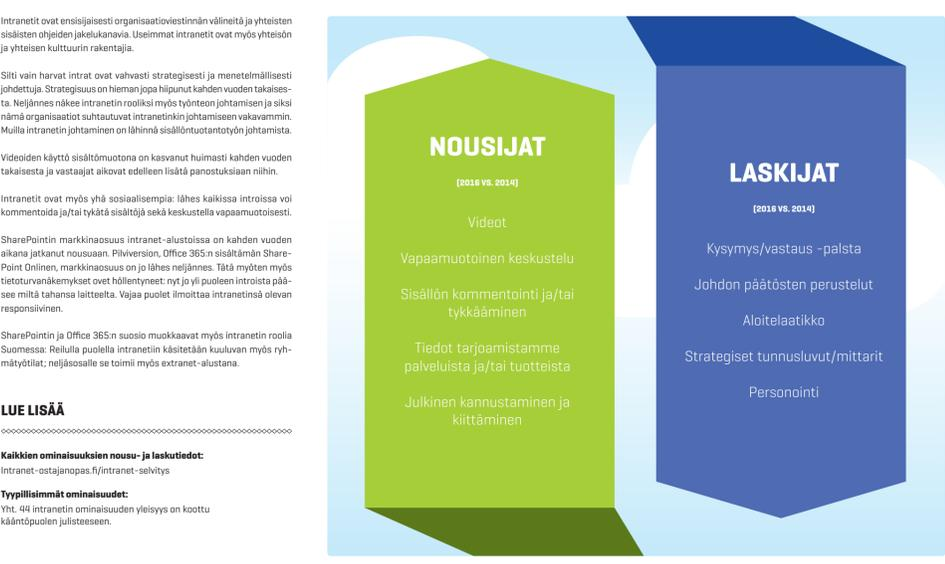 Intranetit ovat ensisijaisesti organisaatioviestinnän välineitä ja yhteisten
sisäisten ohjeiden jakelukanavia. Useimmat intranetit ovat myös yhteisön
ja yhteisen kulttuurin rakentajia.
Silti vain harvat intrat ovat vahvasti strategisesti ja menetelmällisesti
johdettuja. Strategisuus on hieman jopa hiipunut kahden vuoden takaises-
ta. Neljännes näkee intranetin rooliksi myös työnteon johtamisen ja siksi
nämä organisaatiot suhtautuvat intranetinkin johtamiseen vakavammin.
Muilla intranetin johtaminen on lähinnä sisällöntuotantotyön johtamista.
Videoiden käyttö sisältömuotona on kasvanut huimasti kahden vuoden
takaisesta ja vastaajat aikovat edelleen lisätä panostuksiaan niihin.
Intranetit ovat myös yhä sosiaalisempia: lähes kaikissa introissa voi
kommentoida ja/tai tykätä sisältöjä sekä keskustella vapaamuotoisesti.
SharePointin markkinaosuus intranet-alustoissa on kahden vuoden
aikana jatkanut nousuaan. Pilviversion, Office 365:n sisältämän Share-
Point Onlinen, markkinaosuus on jo lähes neljännes. Tätä myöten myös
tietoturvanäkemykset ovet höllentyneet: nyt jo yli puoleen introista pää-
see miltä tahansa laitteelta. Vajaa puolet ilmoittaa intranetinsä olevan
responsiivinen.
SharePointin ja Office 365:n suosio muokkaavat myös intranetin roolia
Suomessa: Reilulla puolella intranetiin käsitetään kuuluvan myös ryh-
mätyötilat; neljäsosalle se toimii myös extranet-alustana.
LUE LISÄÄ
Kaikkien ominaisuuksien nousu- ja laskutiedot:
Intranet-ostajanopas.fi/intranet-selvitys
Tyypillisimmät ominaisuudet:
Yht. 44 intranetin ominaisuuden yleisyys on koottu
kääntöpuolen julisteeseen.
NOUSIJAT
(2016 VS. 2014)
Videot
Vapaamuotoinen keskustelu
Sisällön kommentointi ja/tai
tykkääminen
Tiedot tarjoamistamme
palveluista ja/tai tuotteista
Julkinen kannustaminen ja
kiittäminen
LASKIJAT
(2016 VS. 2014)
Kysymys/vastaus -palsta
Johdon päätösten perustelut
Aloitelaatikko
Strategiset tunnusluvut/mittarit
Personointi